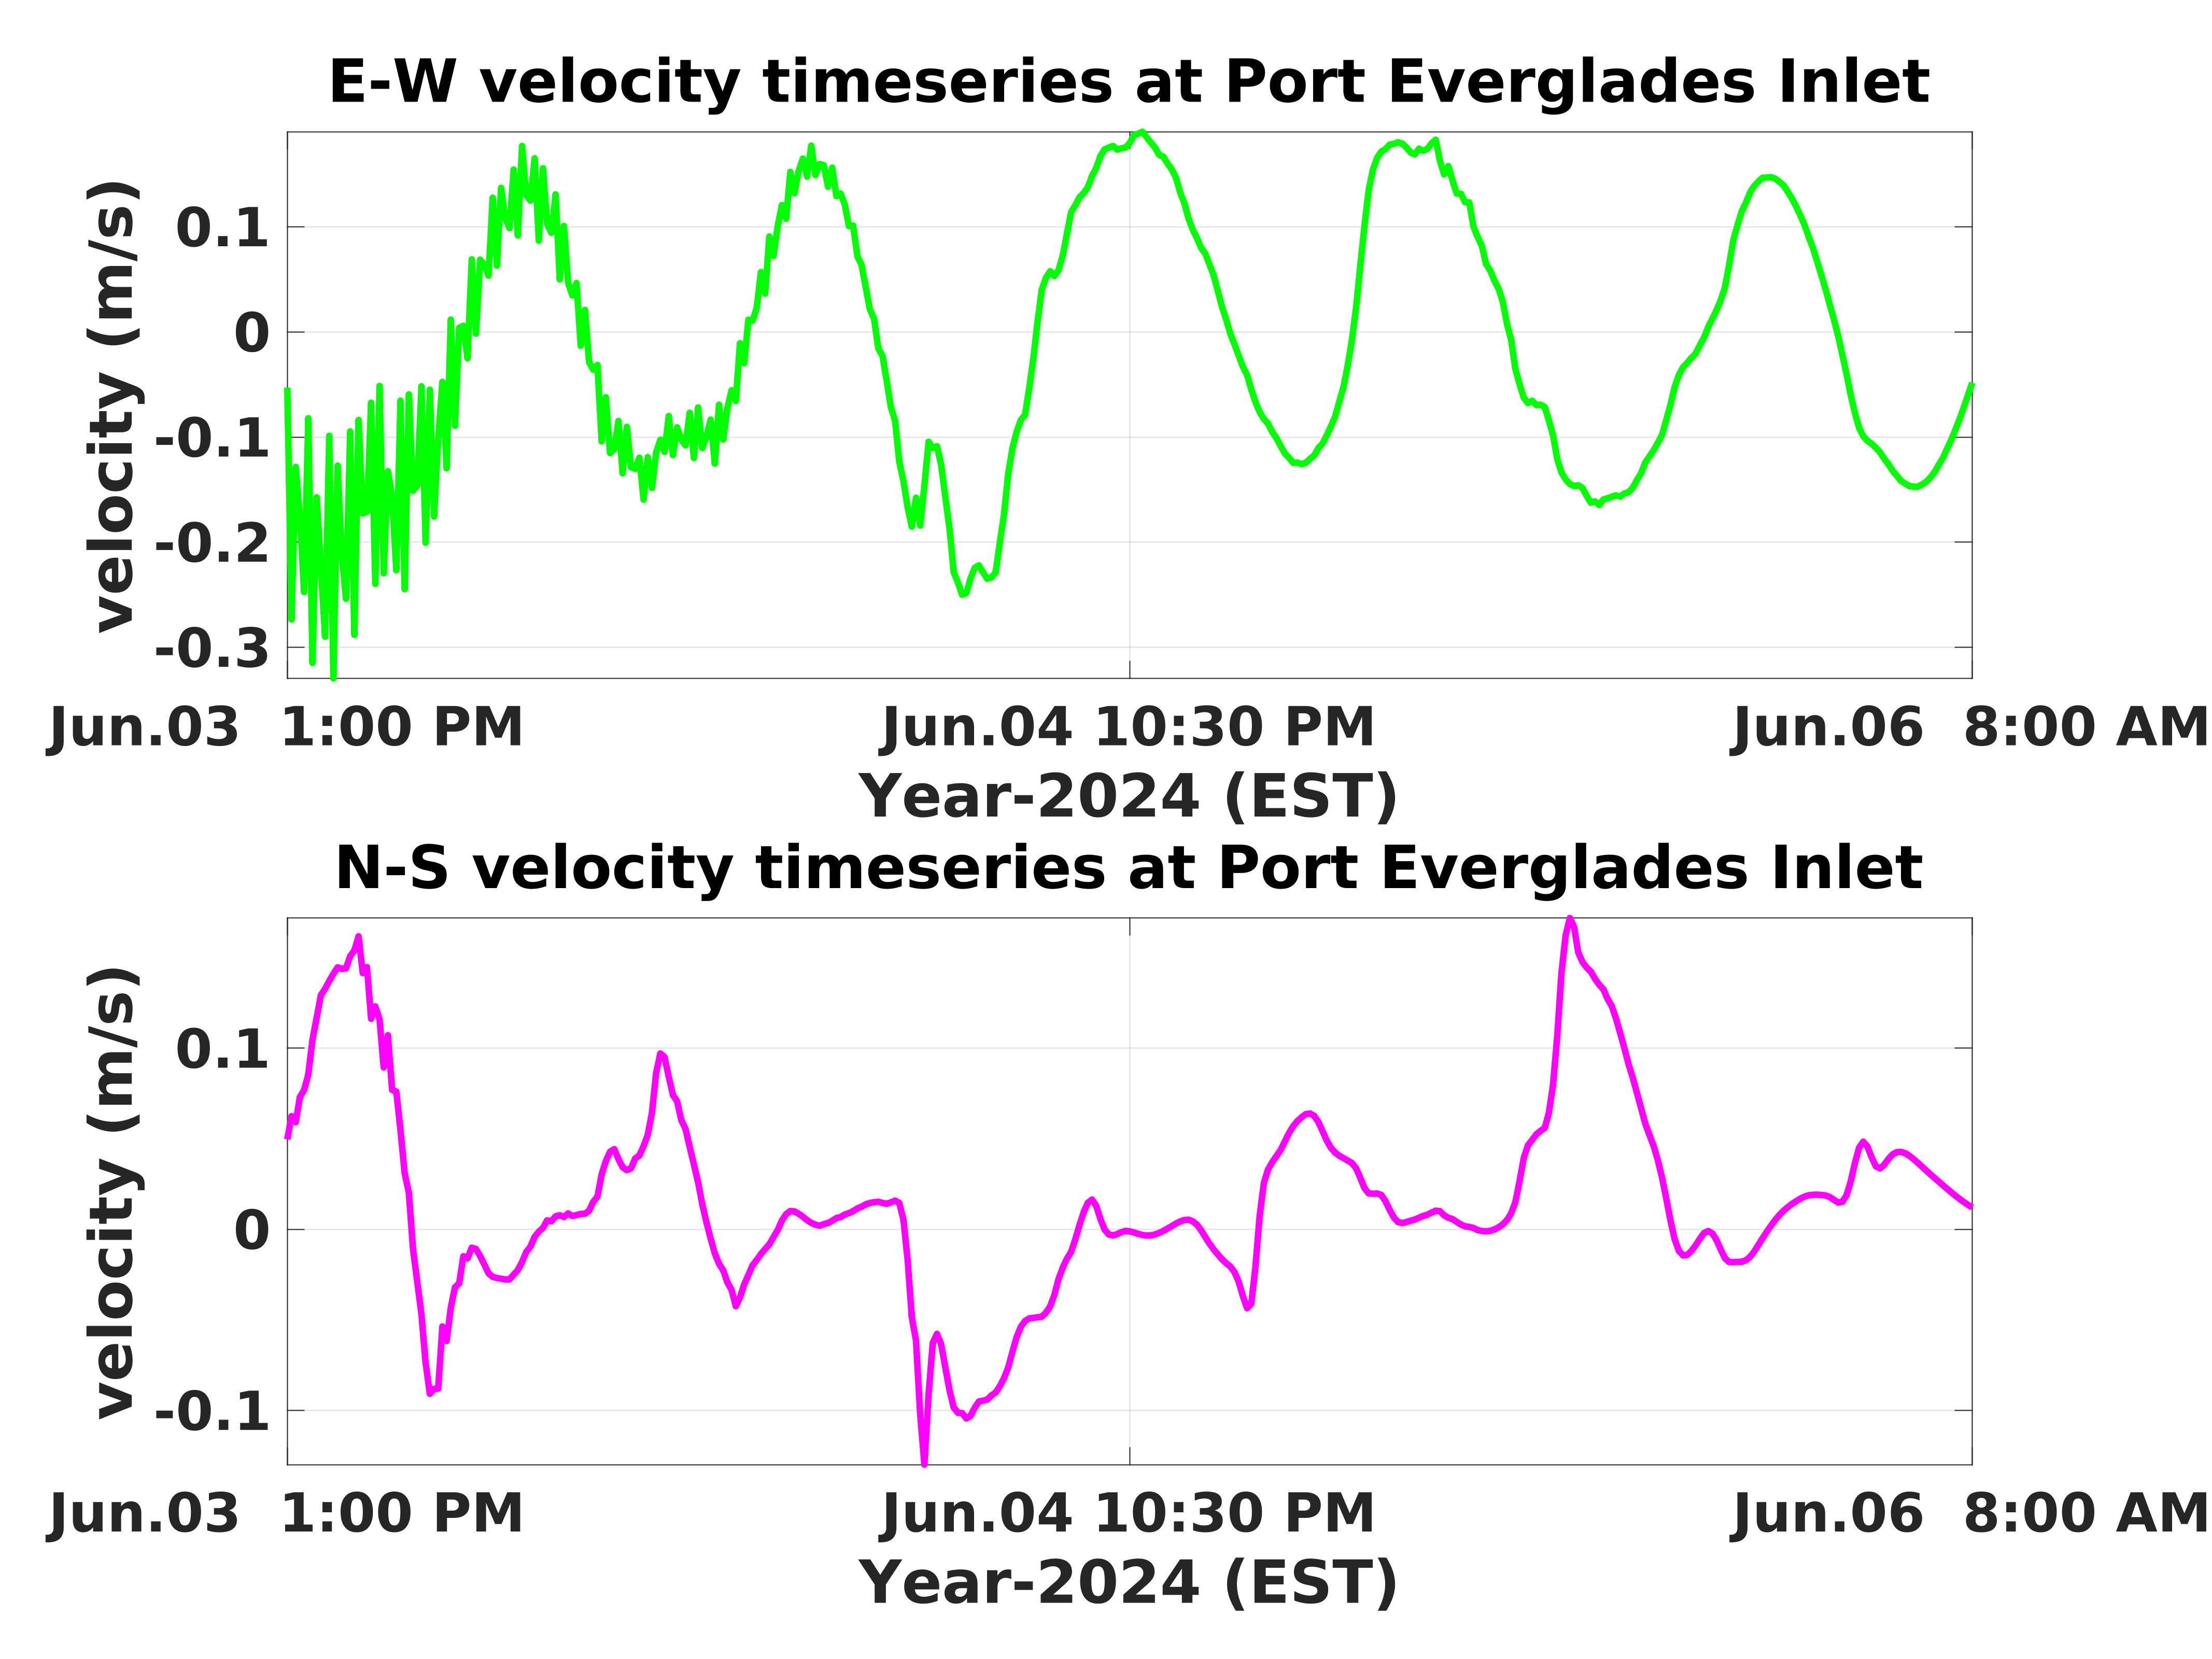 E-W velocity timeseries at Port Everglades Inlet
velocity (m/s)
0.1
0
-0.1
-0.2
-0.3
Jun.03  1:00 PM
Jun.04 10:30 PM
Jun.06  8:00 AM
Year-2024 (EST)
N-S velocity timeseries at Port Everglades Inlet
velocity (m/s)
0.1
0
-0.1
Jun.03  1:00 PM
Jun.04 10:30 PM
Jun.06  8:00 AM
Year-2024 (EST)